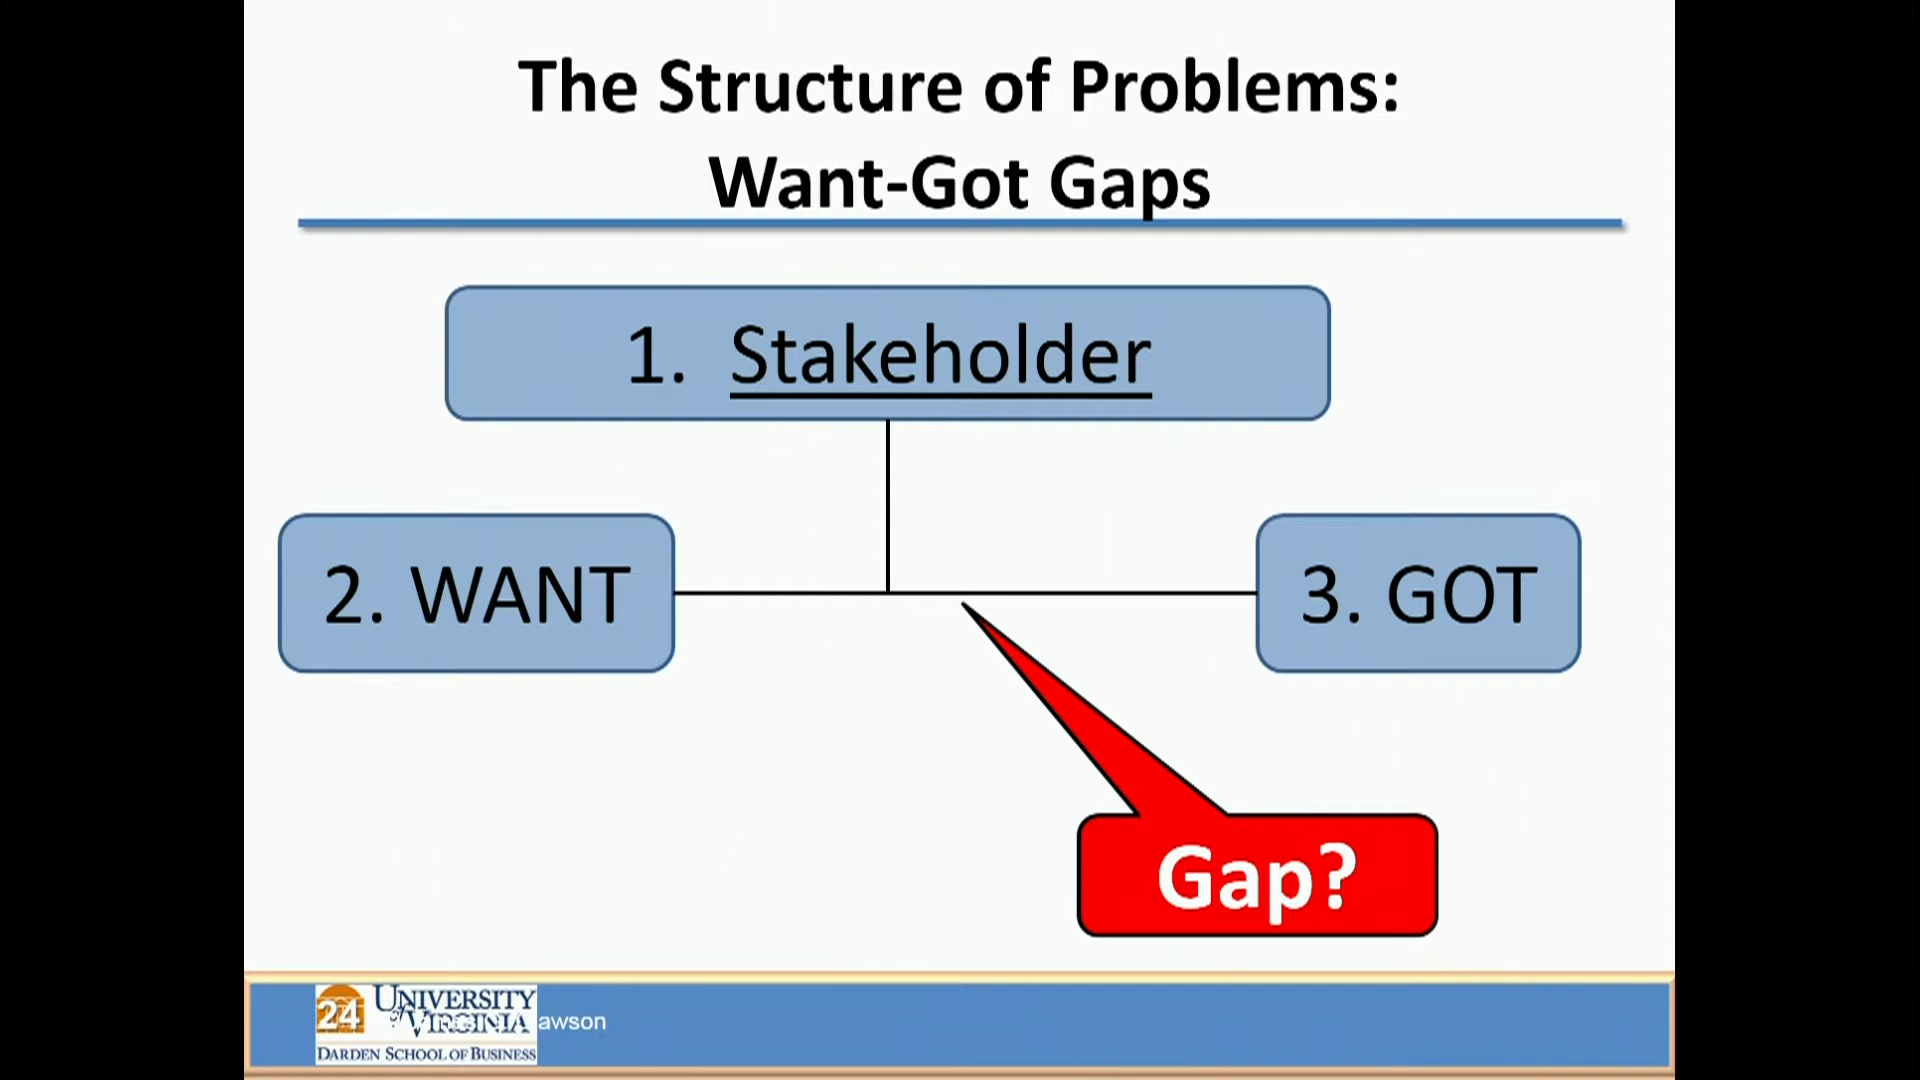 The Structure of Problems:
Want-Got Gaps
1. Stakeholder
2. WANT
3. GOT
Gap?
24
UNIVERSITY
VIRGINIA
awson
DARDEN SCHOOL OF BUSINESS